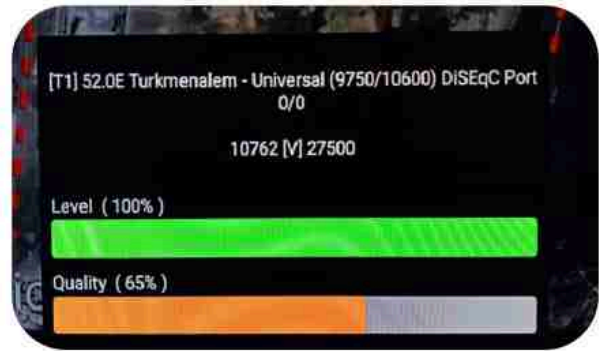 [T1] 52.0E Turkmenalem - Universal (9750/10600) DiSEqC Port
0/0
10762 [V] 27500
Level ( 100% )
Quality ( 65% )